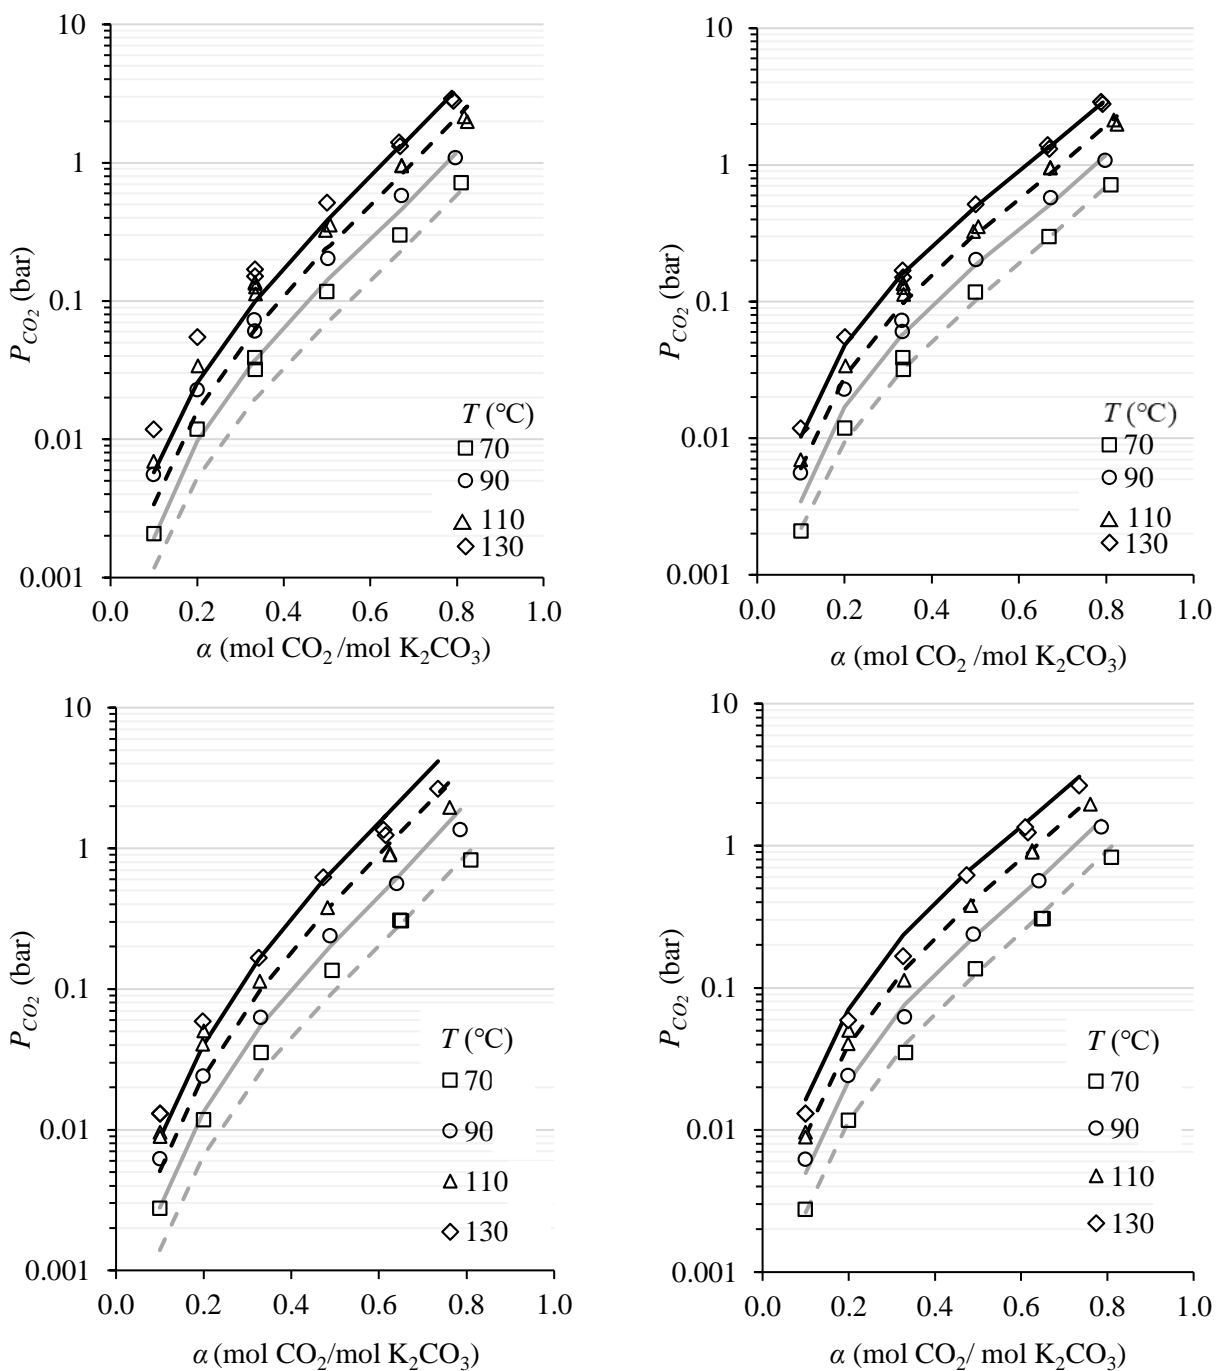 10
1
0.1
0.01
0.001
P_CO2 (bar)
T (°C)
70
90
110
130
0.0 0.2 0.4 0.6 0.8 1.0
α (mol CO2 /mol K2CO3)
10
1
0.1
0.01
0.001
P_CO2 (bar)
T (°C)
70
90
110
130
0.0 0.2 0.4 0.6 0.8 1.0
α (mol CO2 /mol K2CO3)
10
1
0.1
0.01
0.001
P_CO2 (bar)
T (°C)
70
90
110
130
0.0 0.2 0.4 0.6 0.8 1.0
α (mol CO2/mol K2CO3)
10
1
0.1
0.01
0.001
P_CO2 (bar)
T (°C)
70
90
110
130
0.0 0.2 0.4 0.6 0.8 1.0
α (mol CO2/ mol K2CO3)